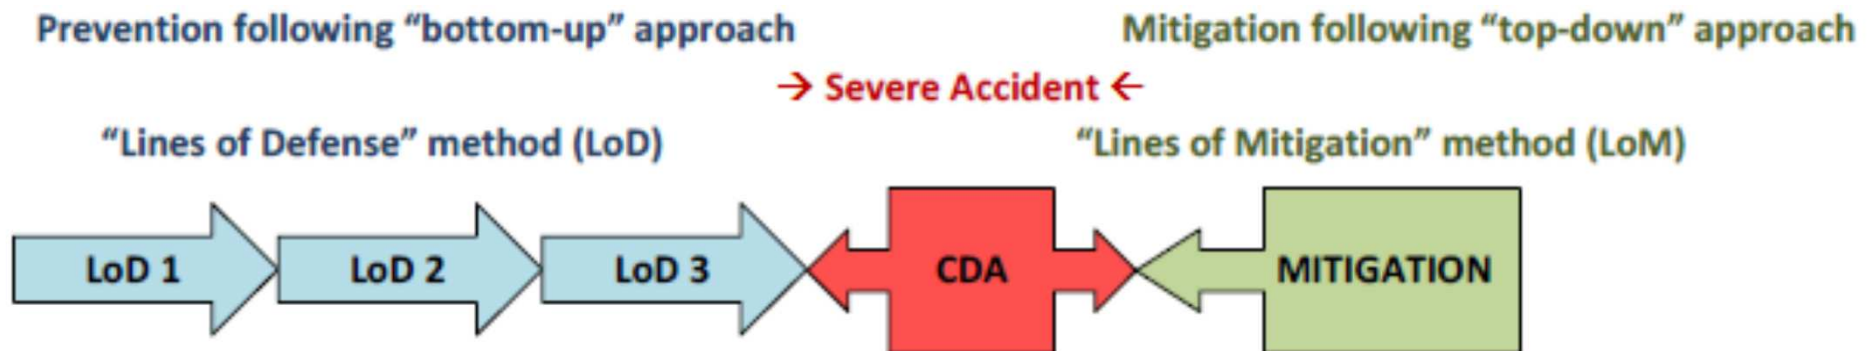 Prevention following “bottom-up” approach
Mitigation following “top-down” approach
→ Severe Accident ←
“Lines of Defense” method (LoD)
“Lines of Mitigation” method (LoM)
LoD 1
LoD 2
LoD 3
CDA
MITIGATION